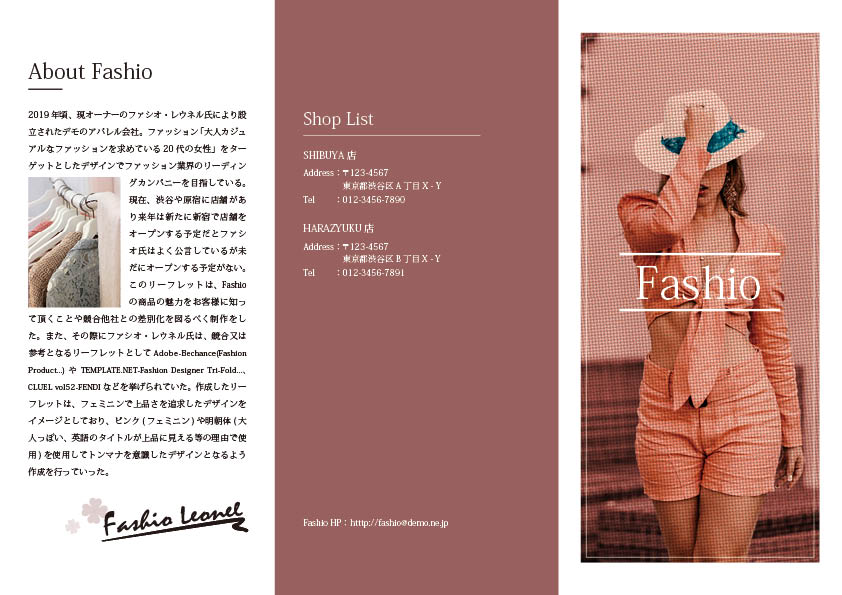 About Fashio
2019 年頃、現オーナーのファシオ・レウネル氏により設
立されたデモのアパレル会社。ファッション「大人カジュ
アルなファッションを求めている 20 代の女性」をター
ゲットとしたデザインでファッション業界のリーディン
グカンパニーを目指している。
現在、渋谷や原宿に店舗があ
り来年は新たに新宿で店舗を
オープンする予定だとファシ
オ氏はよく公言しているが未
だにオープンする予定がない。
このリーフレットは、Fashio
の商品の魅力をお客様に知っ
て頂くことや競合他社との差別化を図るべく制作をし
た。また、その際にファシオ・レウネル氏は、競合又は
参考となるリーフレットとして Adobe-Bechance(Fashion
Product...) や TEMPLATE.NET-Fashion Designer Tri-Fold...、
CLUEL vol52-FENDI などを挙げられていた。作成したリー
フレットは、フェミニンで上品さを追求したデザインを
イメージとしており、ピンク ( フェミニン ) や明朝体 ( 大
人っぽい、英語のタイトルが上品に見える等の理由で使
用 ) を使用してトンマナを意識したデザインとなるよう
作成を行っていった。
Fashio Leonel
Shop List
SHIBUYA 店
Address：〒123-4567
東京都渋谷区 A 丁目 X - Y
Tel ：012-3456-7890
HARAZYUKU 店
Address：〒123-4567
東京都渋谷区 B 丁目 X - Y
Tel ：012-3456-7891
Fashio HP： http://fashio@demo.ne.jp
Fashio